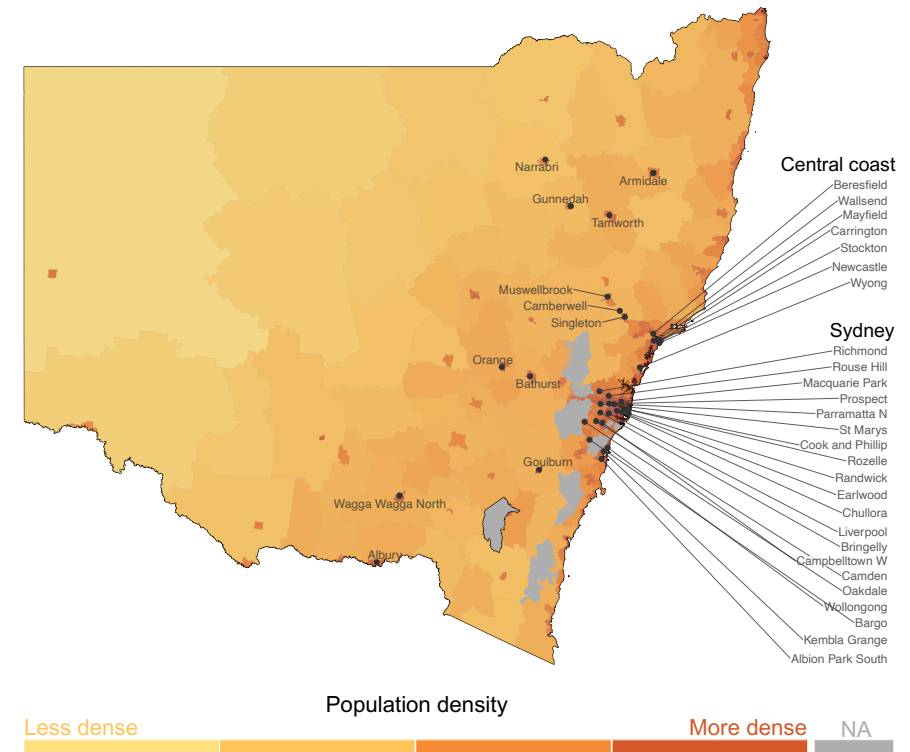 Central coast
Beresfield
Wallsend
Mayfield
Carrington
Stockton
Newcastle
Wyong
Narrabri
Armidale
Gunnedah
Tamworth
Muswellbrook
Camberwell
Singleton
Sydney
Richmond
Rouse Hill
Macquarie Park
Prospect
Parramatta N
St Marys
Cook and Phillip
Rozelle
Randwick
Earlwood
Chullora
Liverpool
Bringelly
Campbelltown W
Camden
Oakdale
Wollongong
Bargo
Kembla Grange
Albion Park South
Orange
Bathurst
Goulburn
Wagga Wagga North
Albury
Population density
Less dense
More dense
NA